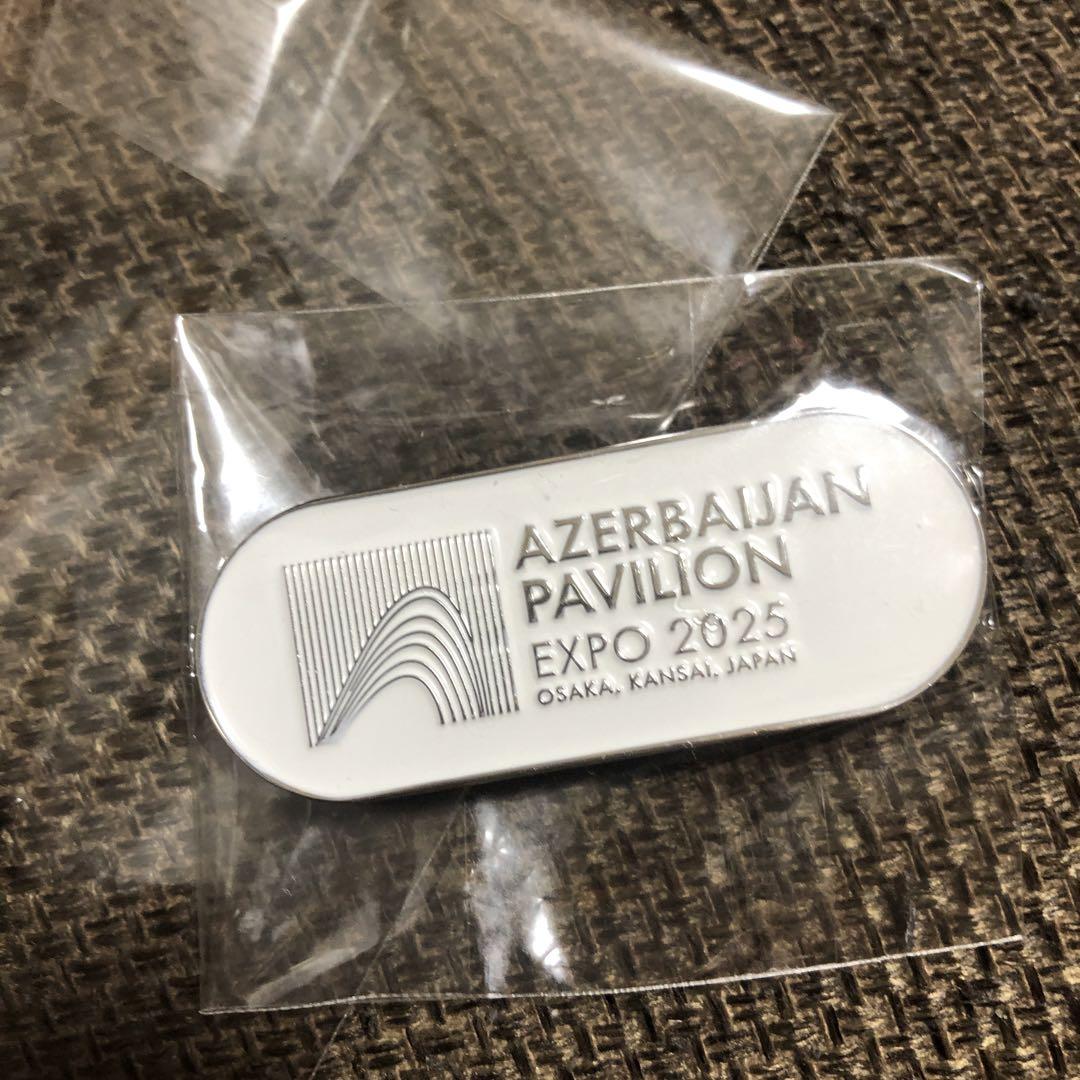 AZERBAIJAN
PAVILION
EXPO 2025
OSAKA, KANSAI, JAPAN